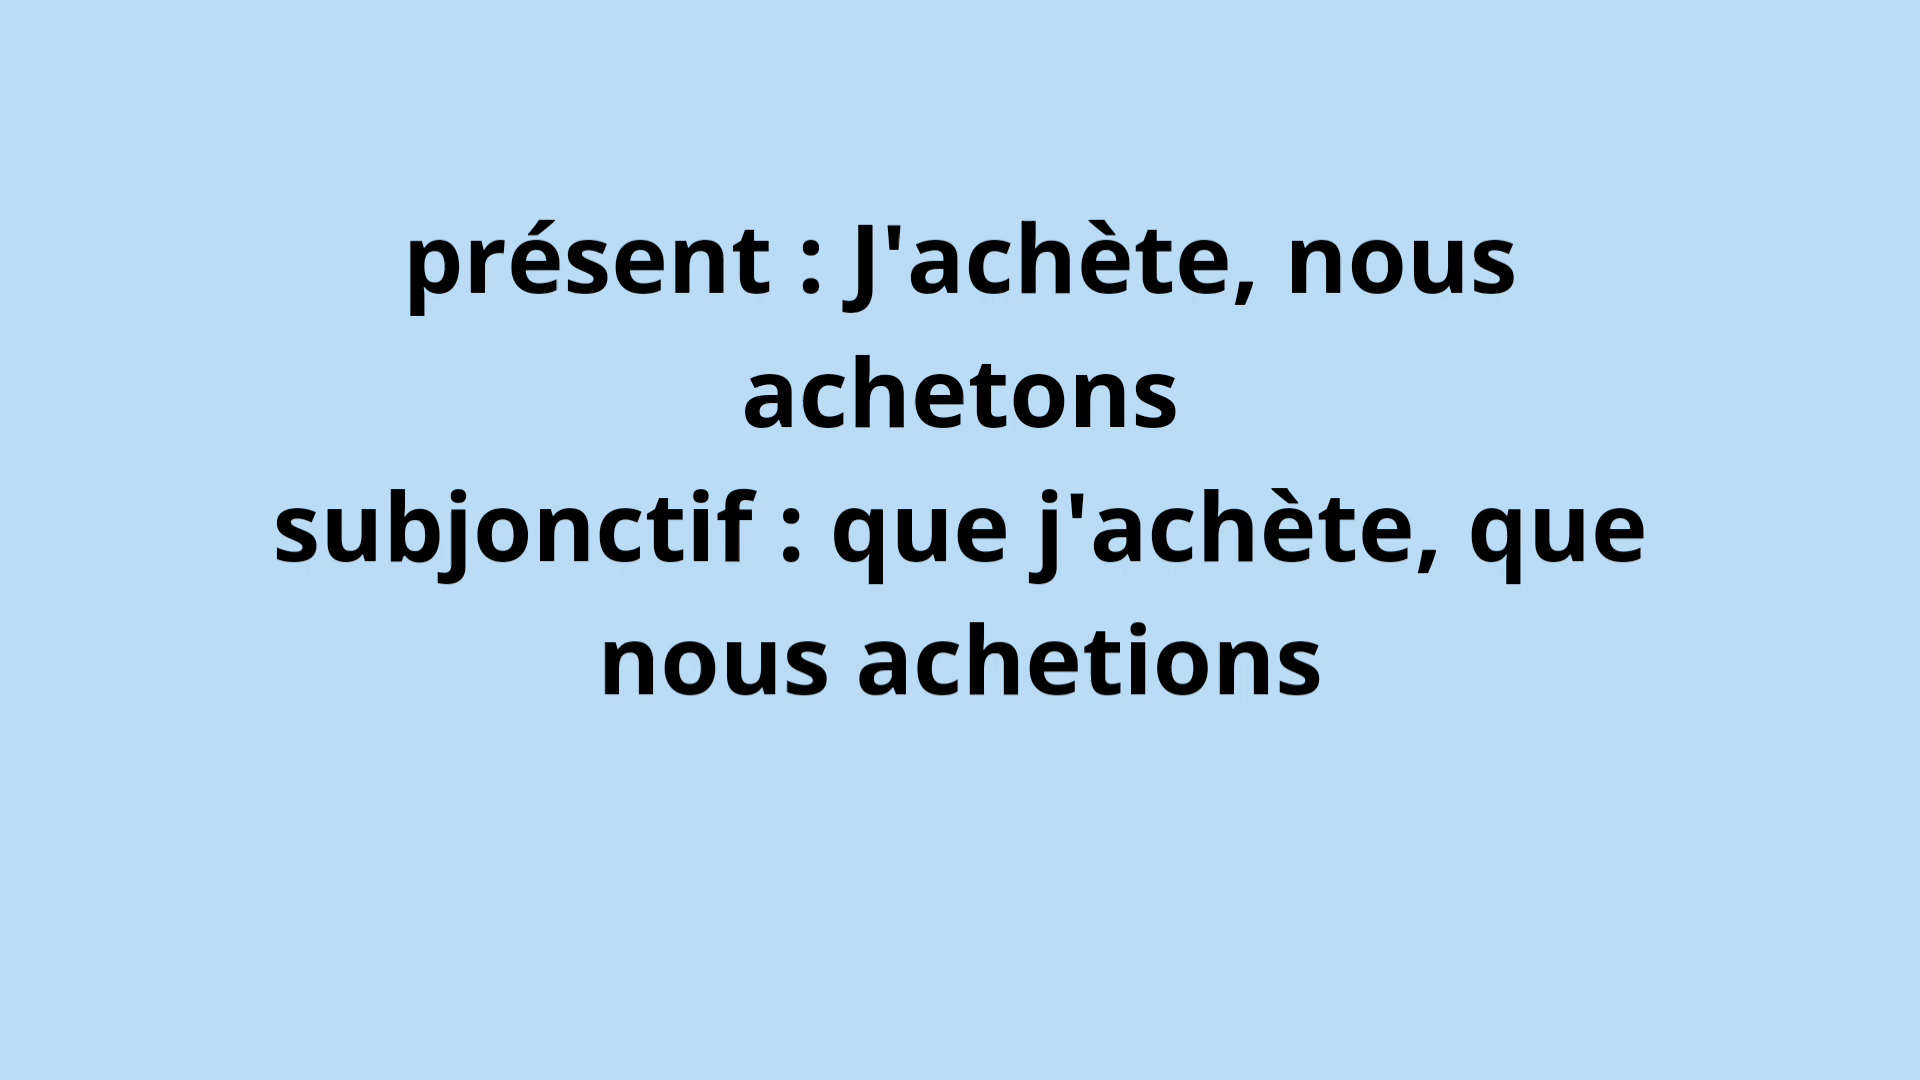 présent : J'achète, nous
achetons
subjonctif : que j'achète, que
nous achetions